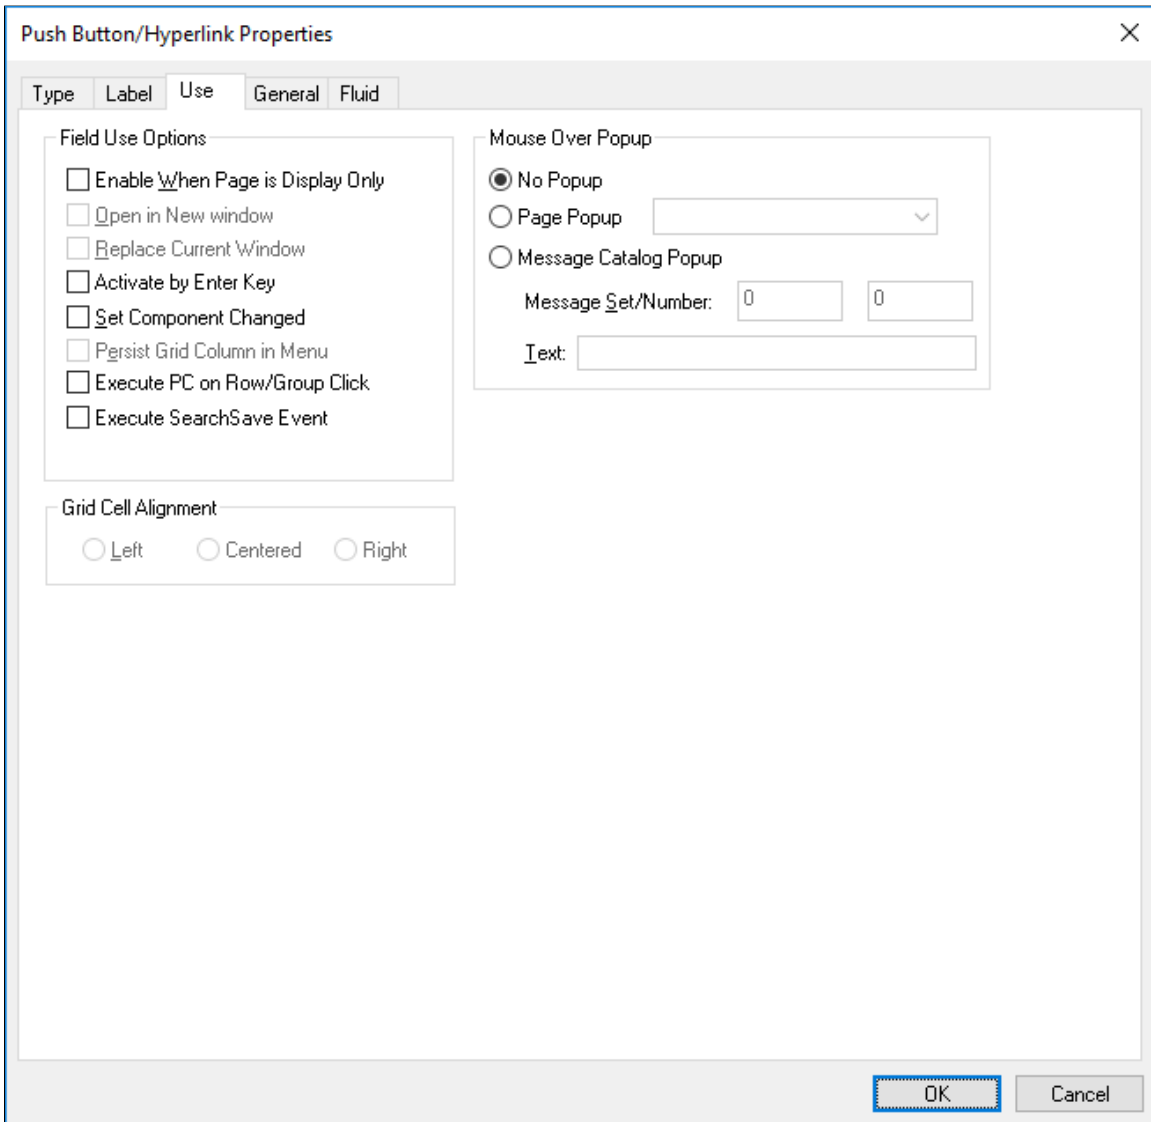 Push Button/Hyperlink Properties
Type Label Use General Fluid
Field Use Options
Enable When Page is Display Only
Open in New window
Replace Current Window
Activate by Enter Key
Set Component Changed
Persist Grid Column in Menu
Execute PC on Row/Group Click
Execute SearchSave Event
Grid Cell Alignment
Left Centered Right
Mouse Over Popup
No Popup
Page Popup
Message Catalog Popup
Message Set/Number: 0 0
Text:
OK Cancel